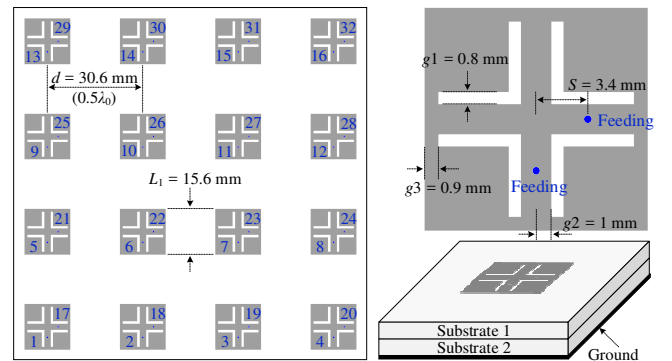 29 30 31 32
13 14 15 16
d = 30.6 mm
(0.5λ₀)
25 26 27 28
9 10 11 12
L₁ = 15.6 mm
21 22 23 24
5 6 7 8
17 18 19 20
1 2 3 4
g1 = 0.8 mm
S = 3.4 mm
Feeding
g3 = 0.9 mm
Feeding
g2 = 1 mm
Substrate 1
Substrate 2
Ground